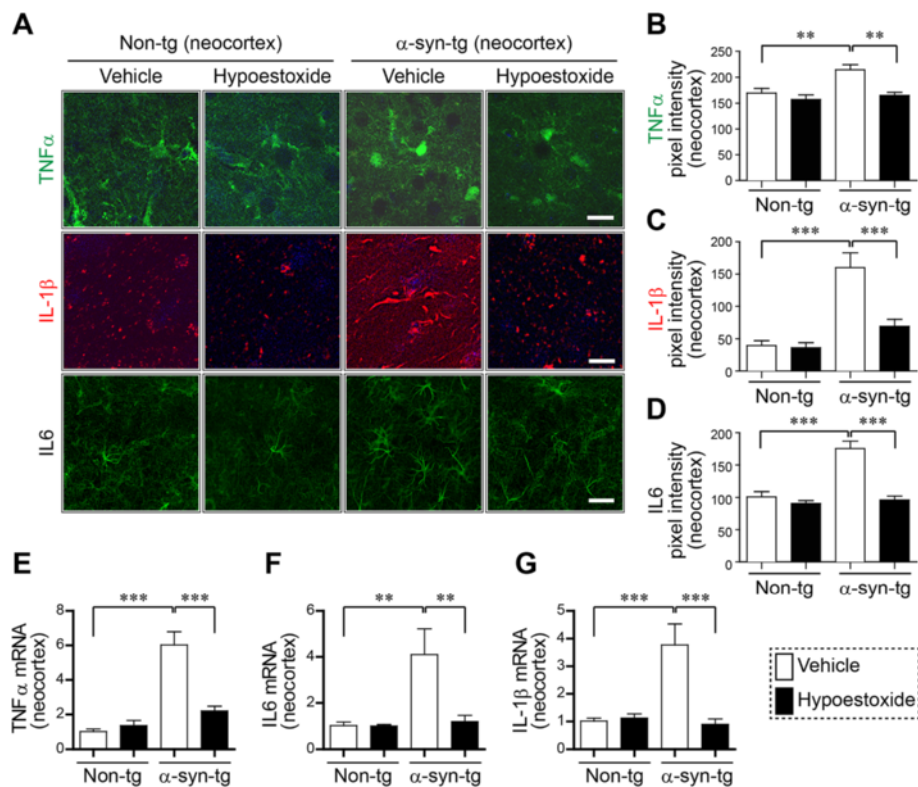 A
Non-tg (neocortex)
α-syn-tg (neocortex)
Vehicle
Hypoestoxide
Vehicle
Hypoestoxide
TNFα
IL-1β
IL6
B
TNFα
pixel intensity
(neocortex)
250
200
150
100
50
0
**
**
Non-tg
α-syn-tg
C
IL-1β
pixel intensity
(neocortex)
200
150
100
50
0
***
***
Non-tg
α-syn-tg
D
IL6
pixel intensity
(neocortex)
200
150
100
50
0
***
***
Non-tg
α-syn-tg
E
TNFα mRNA
(neocortex)
8
6
4
2
0
***
***
Non-tg
α-syn-tg
F
IL6 mRNA
(neocortex)
6
4
2
0
**
**
Non-tg
α-syn-tg
G
IL-1β mRNA
(neocortex)
5
4
3
2
1
0
***
***
Non-tg
α-syn-tg
Vehicle
Hypoestoxide